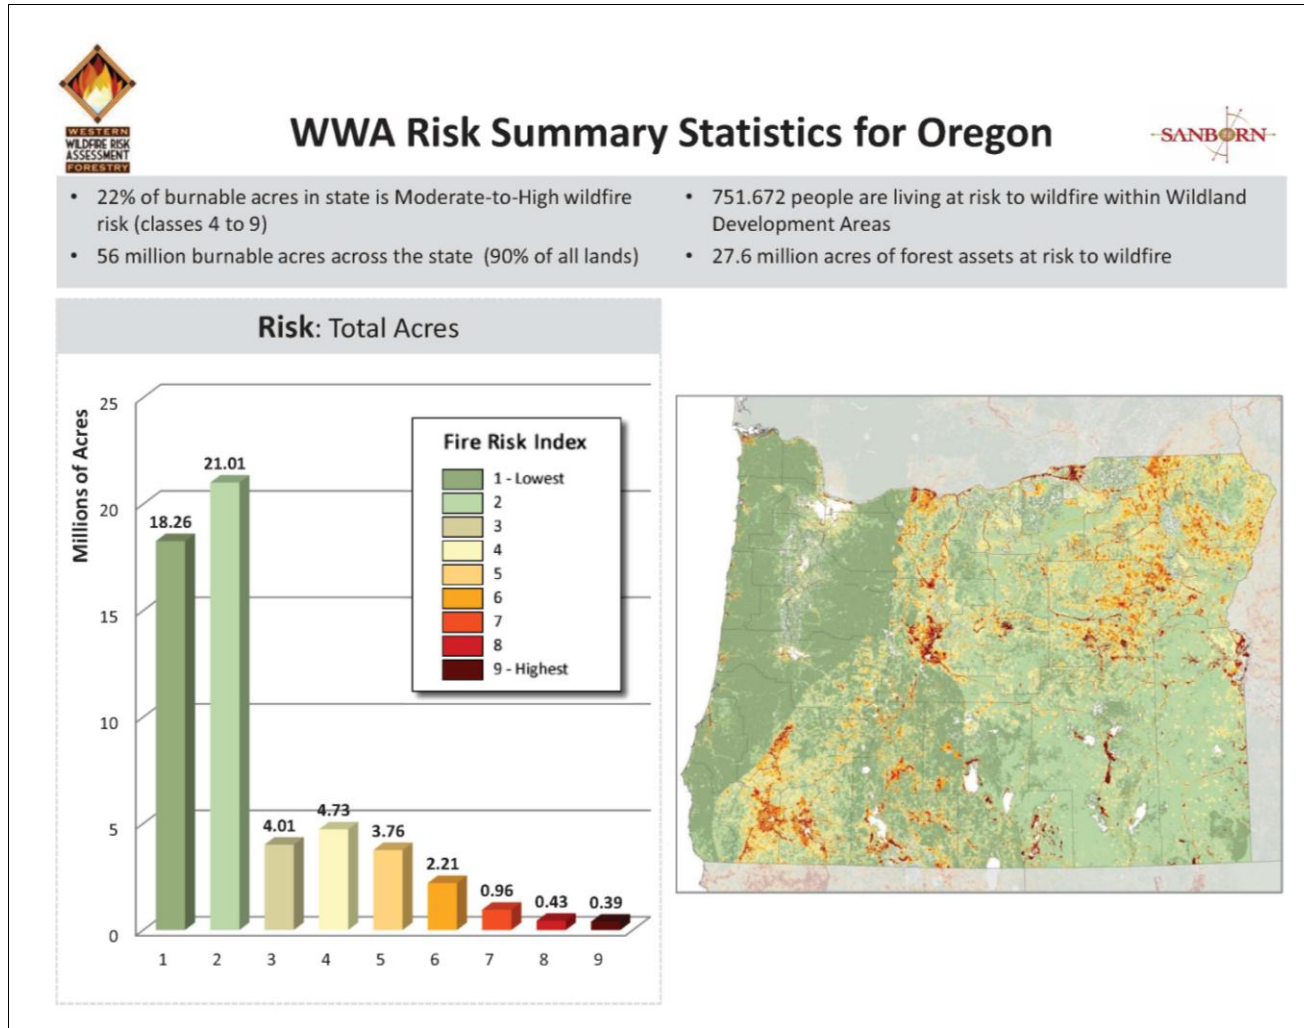 WESTERN
WILDFIRE RISK
ASSESSMENT
FORESTRY
WWA Risk Summary Statistics for Oregon
SANBORN
• 22% of burnable acres in state is Moderate-to-High wildfire
risk (classes 4 to 9)
• 56 million burnable acres across the state (90% of all lands)
• 751.672 people are living at risk to wildfire within Wildland
Development Areas
• 27.6 million acres of forest assets at risk to wildfire
Risk: Total Acres
Millions of Acres
25
20
15
10
5
0
18.26
21.01
4.01
4.73
3.76
2.21
0.96
0.43
0.39
1 2 3 4 5 6 7 8 9
Fire Risk Index
1 - Lowest
2
3
4
5
6
7
8
9 - Highest